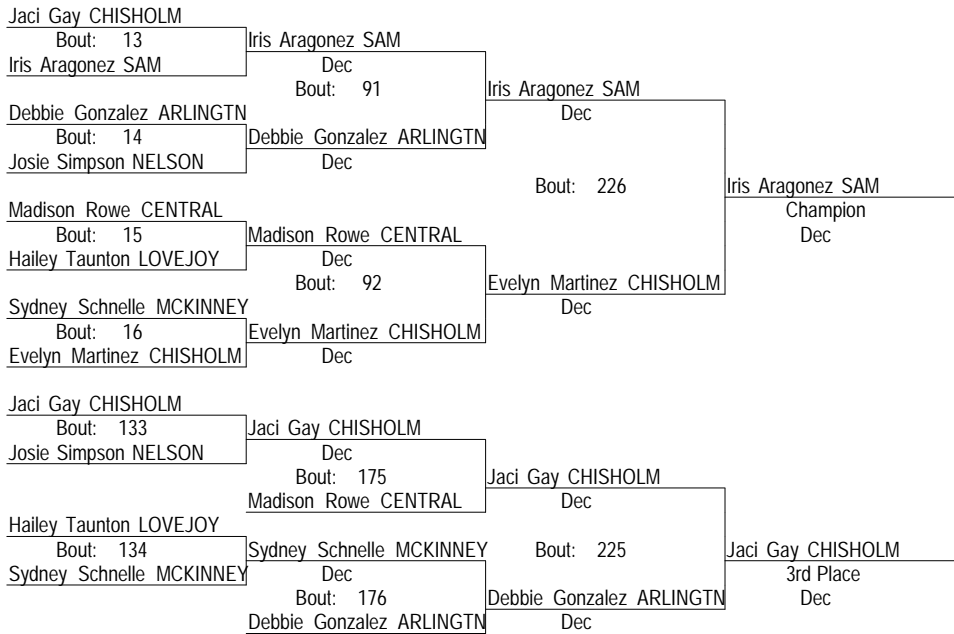 Jaci Gay CHISHOLM
Bout: 13
Iris Aragonez SAM
Iris Aragonez SAM
Dec
Bout: 91
Iris Aragonez SAM
Dec
Debbie Gonzalez ARLINGTN
Bout: 14
Debbie Gonzalez ARLINGTN
Josie Simpson NELSON
Dec
Bout: 226
Iris Aragonez SAM
Champion
Dec
Madison Rowe CENTRAL
Bout: 15
Madison Rowe CENTRAL
Hailey Taunton LOVEJOY
Dec
Bout: 92
Evelyn Martinez CHISHOLM
Dec
Sydney Schnelle MCKINNEY
Bout: 16
Evelyn Martinez CHISHOLM
Evelyn Martinez CHISHOLM
Dec
Jaci Gay CHISHOLM
Bout: 133
Jaci Gay CHISHOLM
Josie Simpson NELSON
Dec
Bout: 175
Jaci Gay CHISHOLM
Madison Rowe CENTRAL
Dec
Hailey Taunton LOVEJOY
Bout: 134
Sydney Schnelle MCKINNEY
Bout: 225
Jaci Gay CHISHOLM
Sydney Schnelle MCKINNEY
Dec
3rd Place
Bout: 176
Debbie Gonzalez ARLINGTN
Dec
Debbie Gonzalez ARLINGTN
Dec